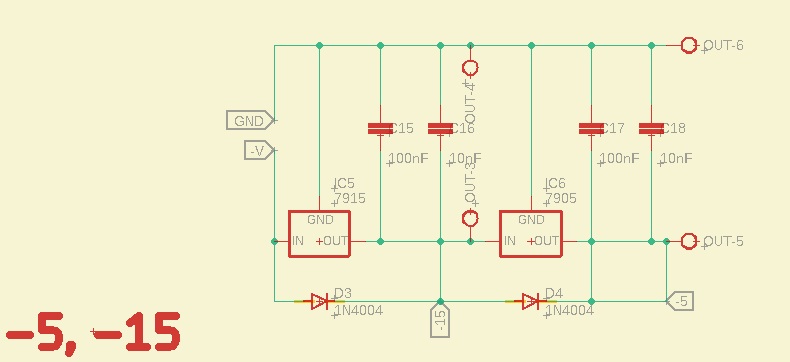 OUT-6
OUT-4
GND
C15
C16
C17
C18
-V
100nF
10nF
100nF
10nF
OUT-3
IC5
7915
IC6
7905
GND
GND
IN
OUT
IN
OUT
OUT-5
D3
1N4004
D4
1N4004
-5
-15
-5, -15